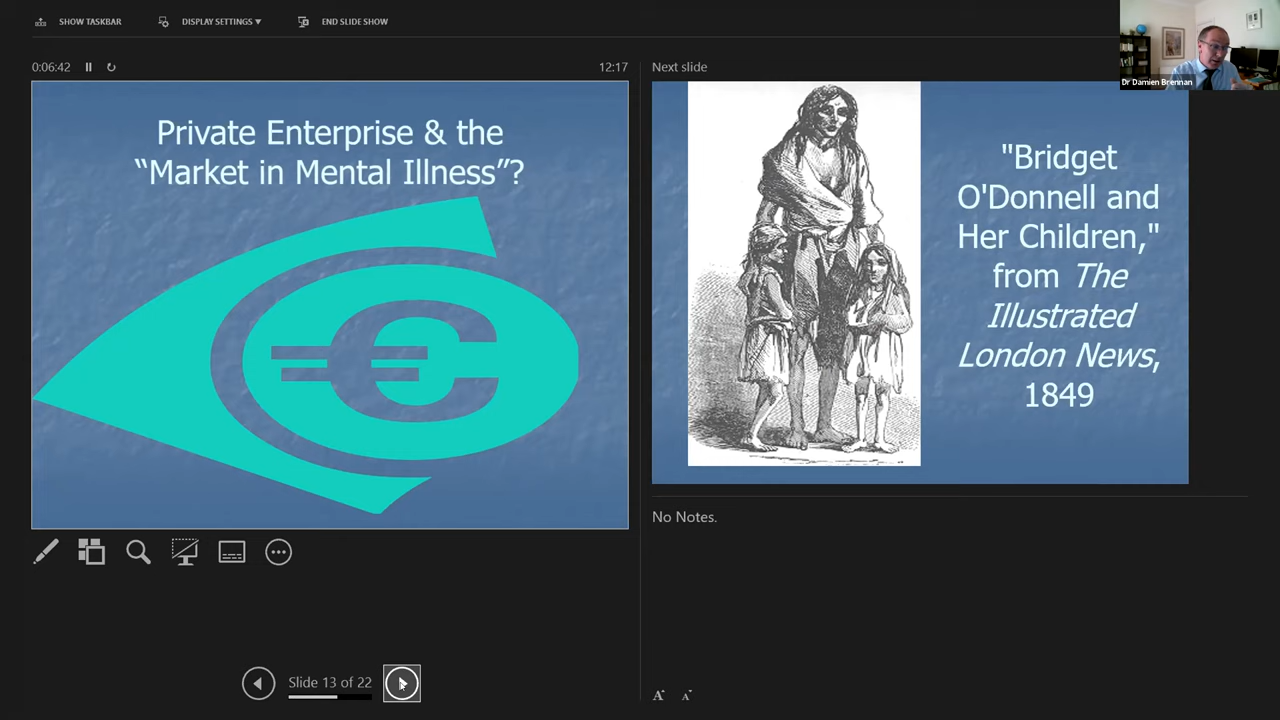 SHOW TASKBAR
DISPLAY SETTINGS ▼
END SLIDE SHOW
Dr Damien Brennan
0:06:42
12:17
Private Enterprise & the
“Market in Mental Illness”?
€
Next slide
"Bridget
O'Donnell and
Her Children,"
from The
Illustrated
London News,
1849
No Notes.
Slide 13 of 22
A A